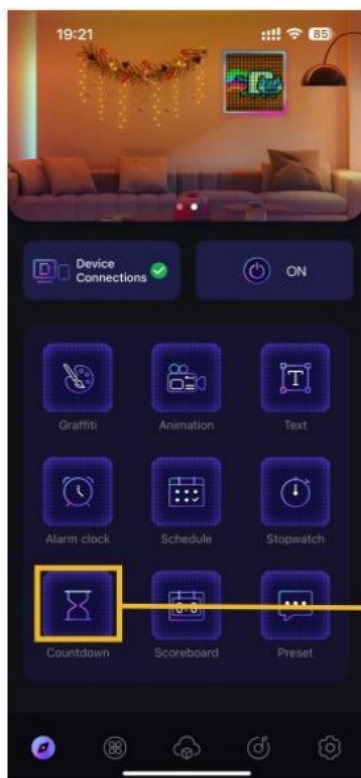 19:21
85
Device
Connections
ON
T
Graffiti
Animation
Text
Alarm clock
Schedule
Stopwatch
Countdown
Scoreboard
Preset